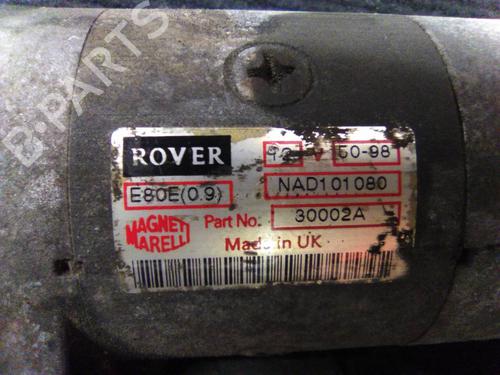 B-PARTS
ROVER 12 V 50-98
E80E(0.9) NAD101080
MAGNETI MARELLI Part No. 30002A
Made in UK